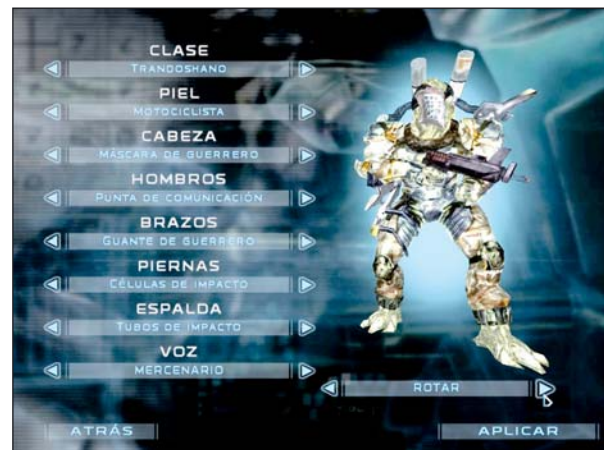 CLASE
TRANDOSHANO
PIEL
MOTOCICLISTA
CABEZA
MÁSCARA DE GUERRERO
HOMBROS
PUNTA DE COMUNICACIÓN
BRAZOS
GUANTE DE GUERRERO
PIERNAS
CÉLULAS DE IMPACTO
ESPALDA
TUBOS DE IMPACTO
VOZ
MERCENARIO
ROTAR
ATRÁS
APLICAR